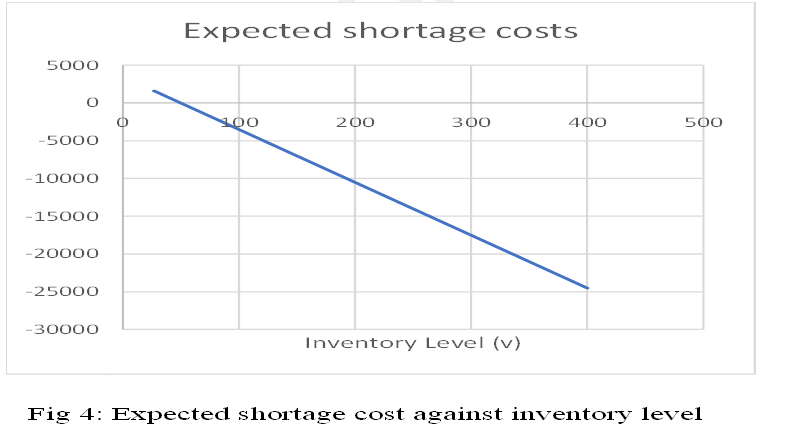 Expected shortage costs
5000
0
0 100 200 300 400 500
-5000
-10000
-15000
-20000
-25000
-30000
Inventory Level (v)
Fig 4: Expected shortage cost against inventory level